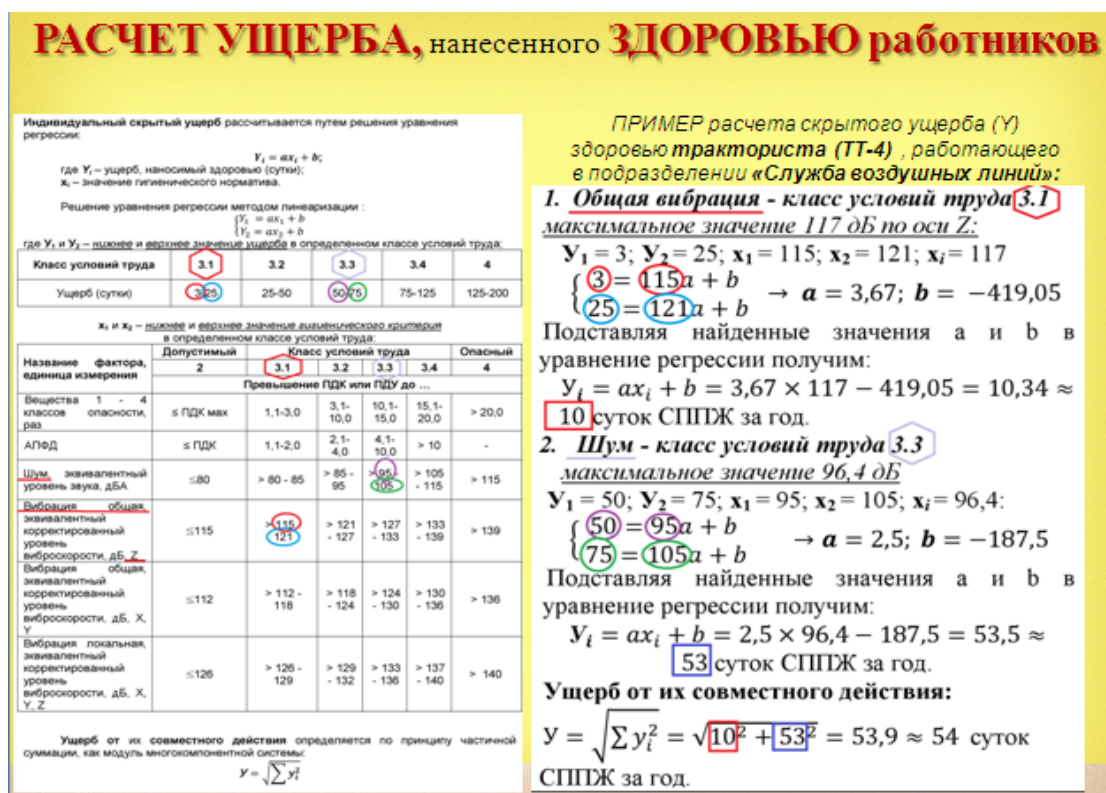 РАСЧЕТ УЩЕРБА, нанесенного ЗДОРОВЬЮ работников
Индивидуальный скрытый ущерб рассчитывается путем решения уравнения
регрессии:
Yᵢ = axᵢ + b;
где Yᵢ – ущерб, наносимый здоровью (сутки);
xᵢ – значение гигиенического норматива.
Решение уравнения регрессии методом линеаризации :
{Y₁ = ax₁ + b
{Y₂ = ax₂ + b
где У₁ и У₂ – нижнее и верхнее значение ущерба в определенном классе условий труда:
Класс условий труда 3.1 3.2 3.3 3.4 4
Ущерб (сутки) 3-25 25-50 50-75 75-125 125-200
x₁ и x₂ – нижнее и верхнее значение гигиенического критерия
в определенном классе условий труда:
Название фактора, единица измерения Допустимый Класс условий труда Опасный
2 3.1 3.2 3.3 3.4 4
Превышение ПДК или ПДУ до ...
Вещества 1 - 4 классов опасности, раз ≤ ПДК мах 1,1-3,0 3,1-10,0 10,1-15,0 15,1-20,0 > 20,0
АПФД ≤ ПДК 1,1-2,0 2,1-4,0 4,1-10,0 > 10 -
Шум, эквивалентный уровень звука, дБА ≤80 > 80 - 85 > 85 - 95 > 95 - 105 > 105 - 115 > 115
Вибрация общая, эквивалентный корректированный уровень виброскорости, дБ, Z ≤115 > 115 - 121 > 121 - 127 > 127 - 133 > 133 - 139 > 139
Вибрация общая, эквивалентный корректированный уровень виброскорости, дБ, X, Y ≤112 > 112 - 118 > 118 - 124 > 124 - 130 > 130 - 136 > 136
Вибрация локальная, эквивалентный корректированный уровень виброскорости, дБ, X, Y, Z ≤126 > 126 - 129 > 129 - 132 > 133 - 136 > 137 - 140 > 140
Ущерб от их совместного действия определяется по принципу частичной
суммации, как модуль многокомпонентной системы:
У = √∑ yᵢ²
ПРИМЕР расчета скрытого ущерба (Y)
здоровью тракториста (ТТ-4) , работающего
в подразделении «Служба воздушных линий»:
1. Общая вибрация - класс условий труда 3.1
максимальное значение 117 дБ по оси Z:
У₁ = 3; У₂ = 25; x₁ = 115; x₂ = 121; xᵢ = 117
{3 = 115a + b
{25 = 121a + b → a = 3,67; b = −419,05
Подставляя найденные значения a и b в
уравнение регрессии получим:
Уᵢ = axᵢ + b = 3,67 × 117 − 419,05 = 10,34 ≈
10 суток СППЖ за год.
2. Шум - класс условий труда 3.3
максимальное значение 96,4 дБ
У₁ = 50; У₂ = 75; x₁ = 95; x₂ = 105; xᵢ = 96,4:
{50 = 95a + b
{75 = 105a + b → a = 2,5; b = −187,5
Подставляя найденные значения a и b в
уравнение регрессии получим:
Уᵢ = axᵢ + b = 2,5 × 96,4 − 187,5 = 53,5 ≈
53 суток СППЖ за год.
Ущерб от их совместного действия:
У = √∑ yᵢ² = √10² + 53² = 53,9 ≈ 54 суток
СППЖ за год.